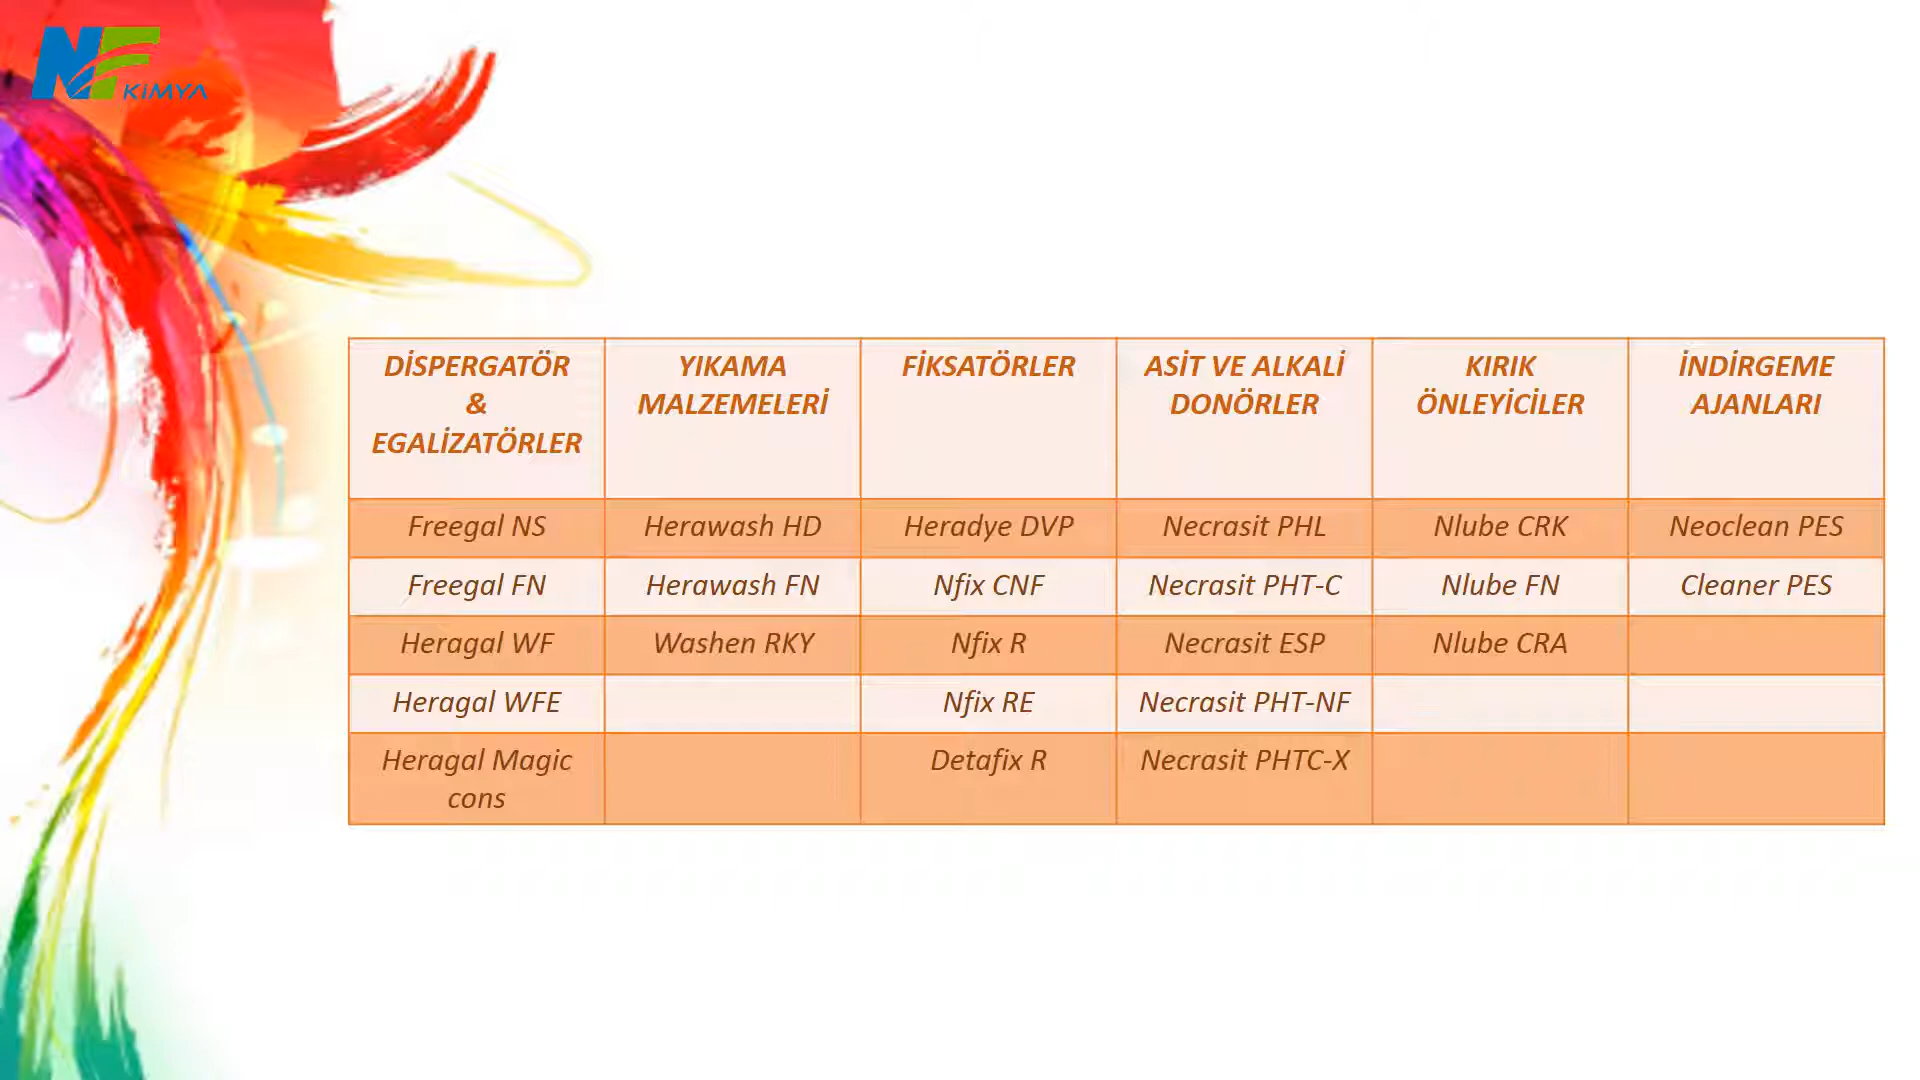 NF KİMYA
DİSPERGATÖR
&
EGALİZATÖRLER
YIKAMA
MALZEMELERİ
FİKSATÖRLER
ASİT VE ALKALİ
DONÖRLER
KIRIK
ÖNLEYİCİLER
İNDİRGEME
AJANLARI
Freegal NS
Herawash HD
Heradye DVP
Necrasit PHL
Nlube CRK
Neoclean PES
Freegal FN
Herawash FN
Nfix CNF
Necrasit PHT-C
Nlube FN
Cleaner PES
Heragal WF
Washen RKY
Nfix R
Necrasit ESP
Nlube CRA
Heragal WFE
Nfix RE
Necrasit PHT-NF
Heragal Magic
cons
Detafix R
Necrasit PHTC-X